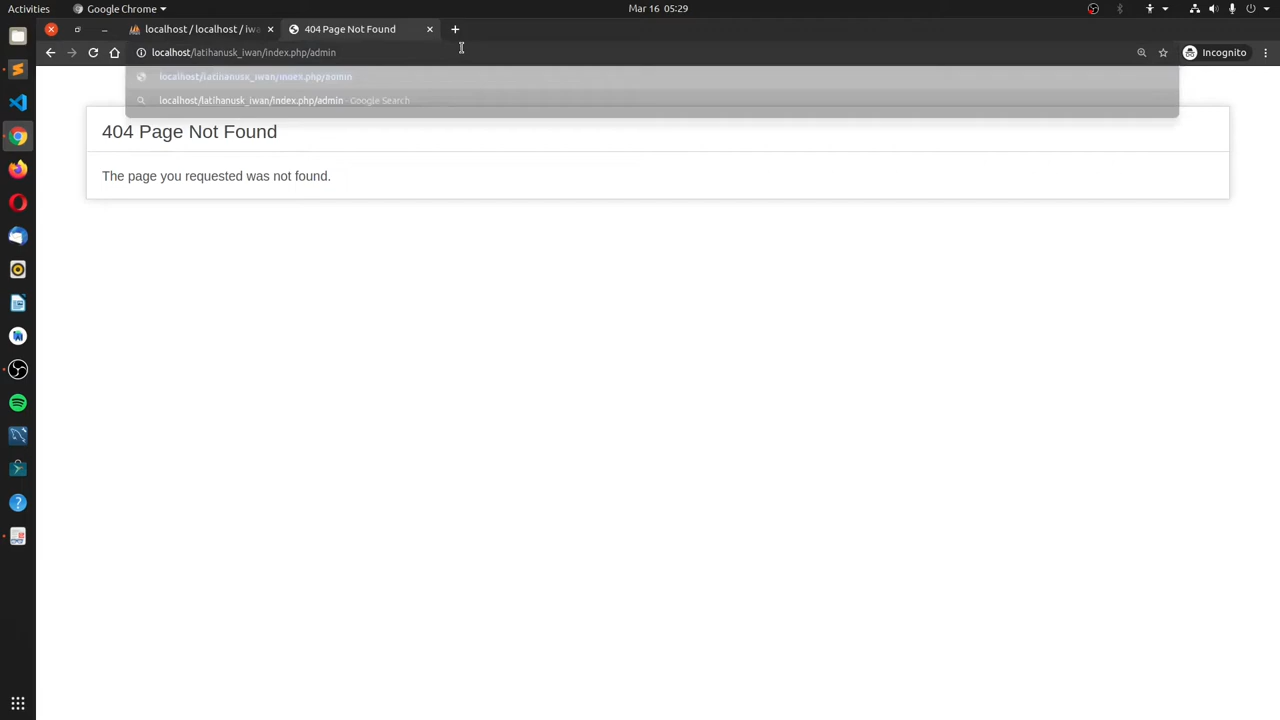 Activities
Google Chrome
Mar 16 05:29
localhost / localhost / iwa
404 Page Not Found
localhost/latihanusk_iwan/index.php/admin
Incognito
localhost/latihanusk_iwan/index.php/admin
localhost/latihanusk_iwan/index.php/admin - Google Search
404 Page Not Found
The page you requested was not found.